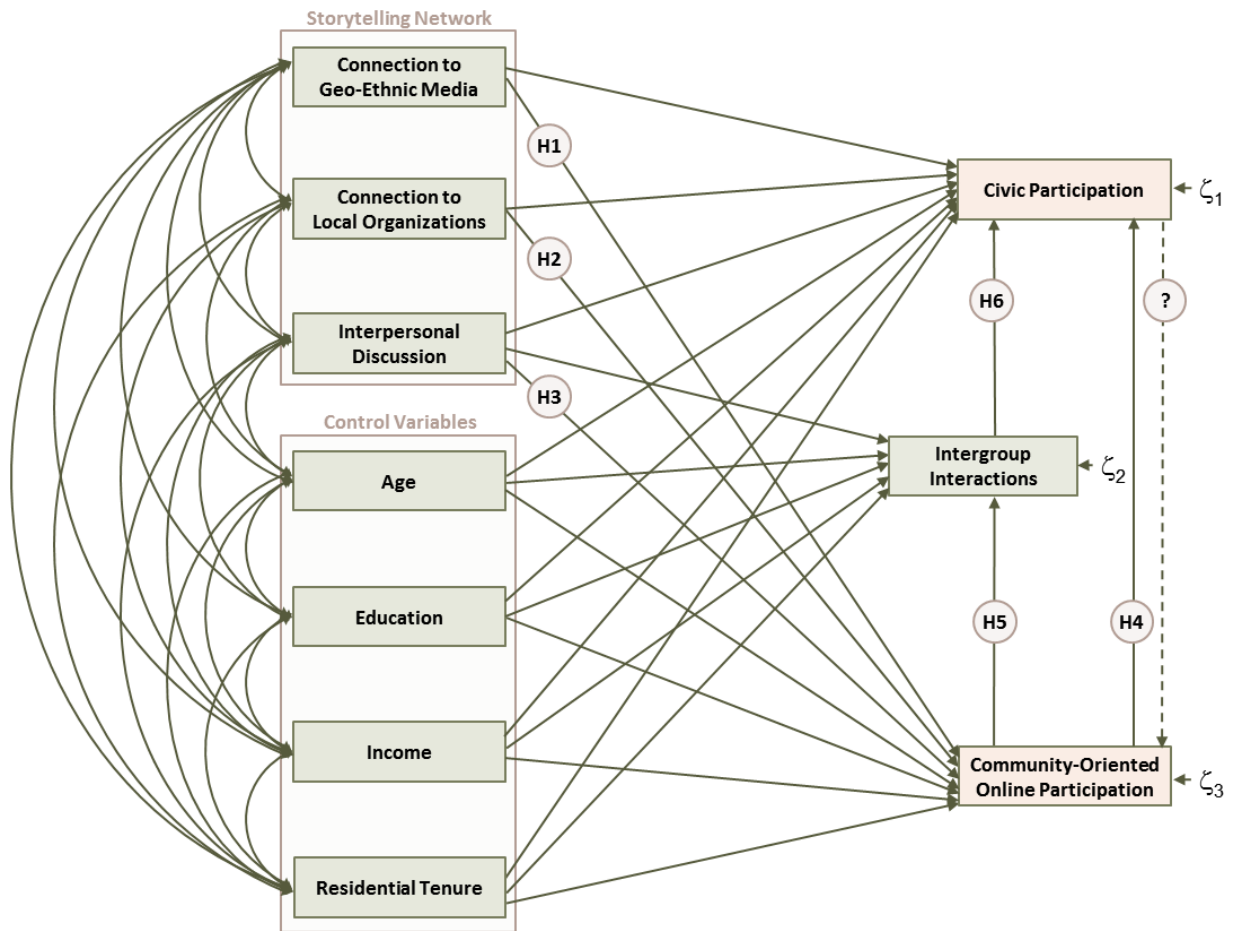 Storytelling Network
Connection to
Geo-Ethnic Media
H1
Connection to
Local Organizations
H2
Interpersonal
Discussion
H3
Control Variables
Age
Education
Income
Residential Tenure
Civic Participation
ζ1
H6
?
Intergroup
Interactions
ζ2
H5
H4
Community-Oriented
Online Participation
ζ3